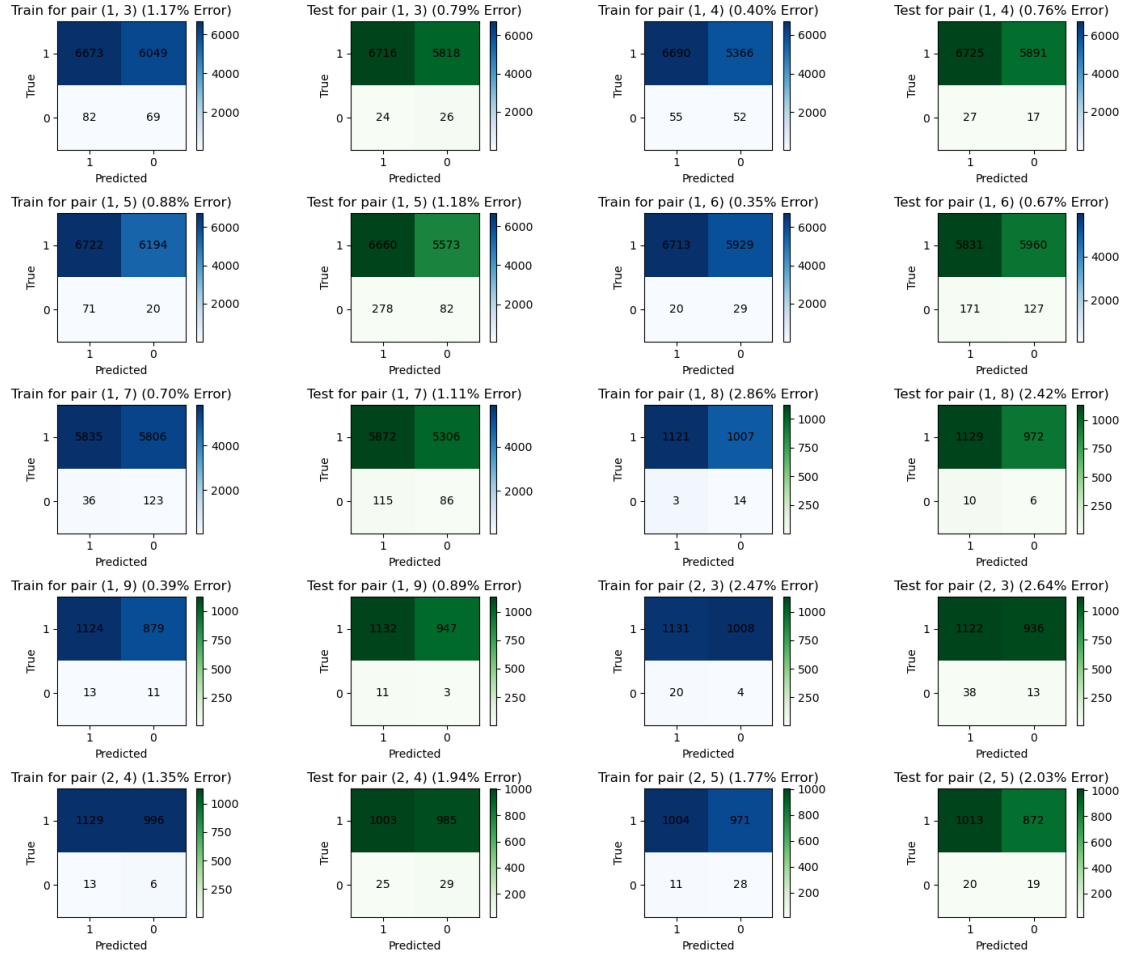 Train for pair (1, 3) (1.17% Error) Test for pair (1, 3) (0.79% Error) Train for pair (1, 4) (0.40% Error) Test for pair (1, 4) (0.76% Error)
6000
6000
6000
6000
1 6673 6049 1 6716 5818 1 6690 5366 1 6725 5891
4000 4000 4000 4000
True True True True
0 82 69 0 24 26 0 55 52 0 27 17
2000 2000 2000 2000
1 0 1 0 1 0 1 0
Predicted Predicted Predicted Predicted
Train for pair (1, 5) (0.88% Error) Test for pair (1, 5) (1.18% Error) Train for pair (1, 6) (0.35% Error) Test for pair (1, 6) (0.67% Error)
6000 6000 6000
1 6722 6194 1 6660 5573 1 6713 5929 1 5831 5960
4000 4000 4000 4000
True True True True
0 71 20 0 278 82 0 20 29 0 171 127
2000 2000 2000 2000
1 0 1 0 1 0 1 0
Predicted Predicted Predicted Predicted
Train for pair (1, 7) (0.70% Error) Test for pair (1, 7) (1.11% Error) Train for pair (1, 8) (2.86% Error) Test for pair (1, 8) (2.42% Error)
1000 1000
1 5835 5806 1 5872 5306 1 1121 1007 1 1129 972
4000 4000 750 750
True True True True
500 500
0 36 123 0 115 86 0 3 14 0 10 6
2000 2000 250 250
1 0 1 0 1 0 1 0
Predicted Predicted Predicted Predicted
Train for pair (1, 9) (0.39% Error) Test for pair (1, 9) (0.89% Error) Train for pair (2, 3) (2.47% Error) Test for pair (2, 3) (2.64% Error)
1000 1000 1000 1000
1 1124 879 1 1132 947 1 1131 1008 1 1122 936
750 750 750 750
True True True True
500 500 500 500
0 13 11 0 11 3 0 20 4 0 38 13
250 250 250 250
1 0 1 0 1 0 1 0
Predicted Predicted Predicted Predicted
Train for pair (2, 4) (1.35% Error) Test for pair (2, 4) (1.94% Error) Train for pair (2, 5) (1.77% Error) Test for pair (2, 5) (2.03% Error)
1000 1000 1000 1000
1 1129 996 1 1003 985 1 1004 971 1 1013 872
750 800 800 800
True True True True
500 600 600 600
400 400 400
0 13 6 0 25 29 0 11 28 0 20 19
250 200 200 200
1 0 1 0 1 0 1 0
Predicted Predicted Predicted Predicted